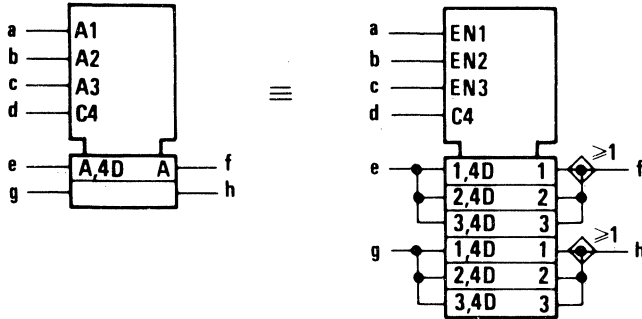 a A1
b A2
c A3
d C4
e A,4D A f
g h
≡
a EN1
b EN2
c EN3
d C4
e 1,4D 1 ≥1 f
2,4D 2
3,4D 3
g 1,4D 1 ≥1 h
2,4D 2
3,4D 3